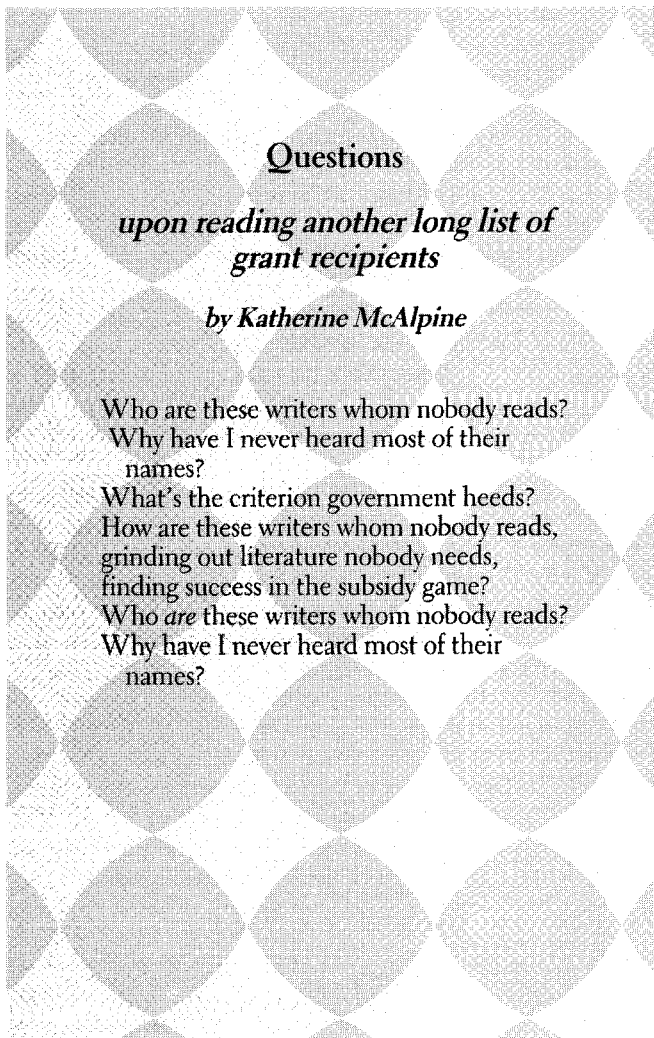 Questions
upon reading another long list of
grant recipients
by Katherine McAlpine
Who are these writers whom nobody reads?
Why have I never heard most of their
names?
What's the criterion government heeds?
How are these writers whom nobody reads,
grinding out literature nobody needs,
finding success in the subsidy game?
Who are these writers whom nobody reads?
Why have I never heard most of their
names?